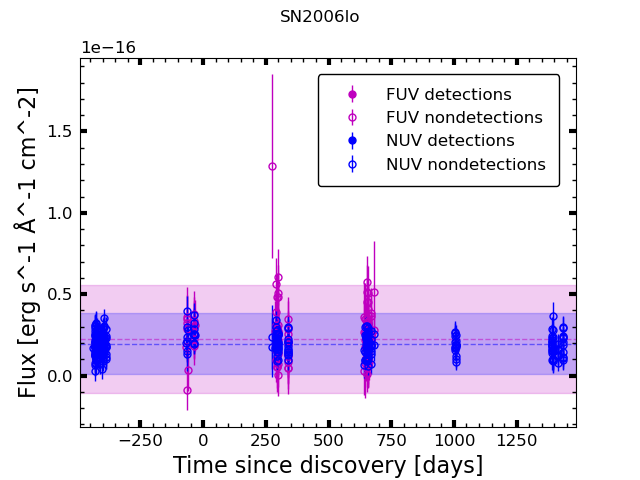 SN2006lo
1e−16
FUV detections
FUV nondetections
NUV detections
NUV nondetections
1.5
1.0
0.5
0.0
Flux [erg s^-1 Å^-1 cm^-2]
−250 0 250 500 750 1000 1250
Time since discovery [days]